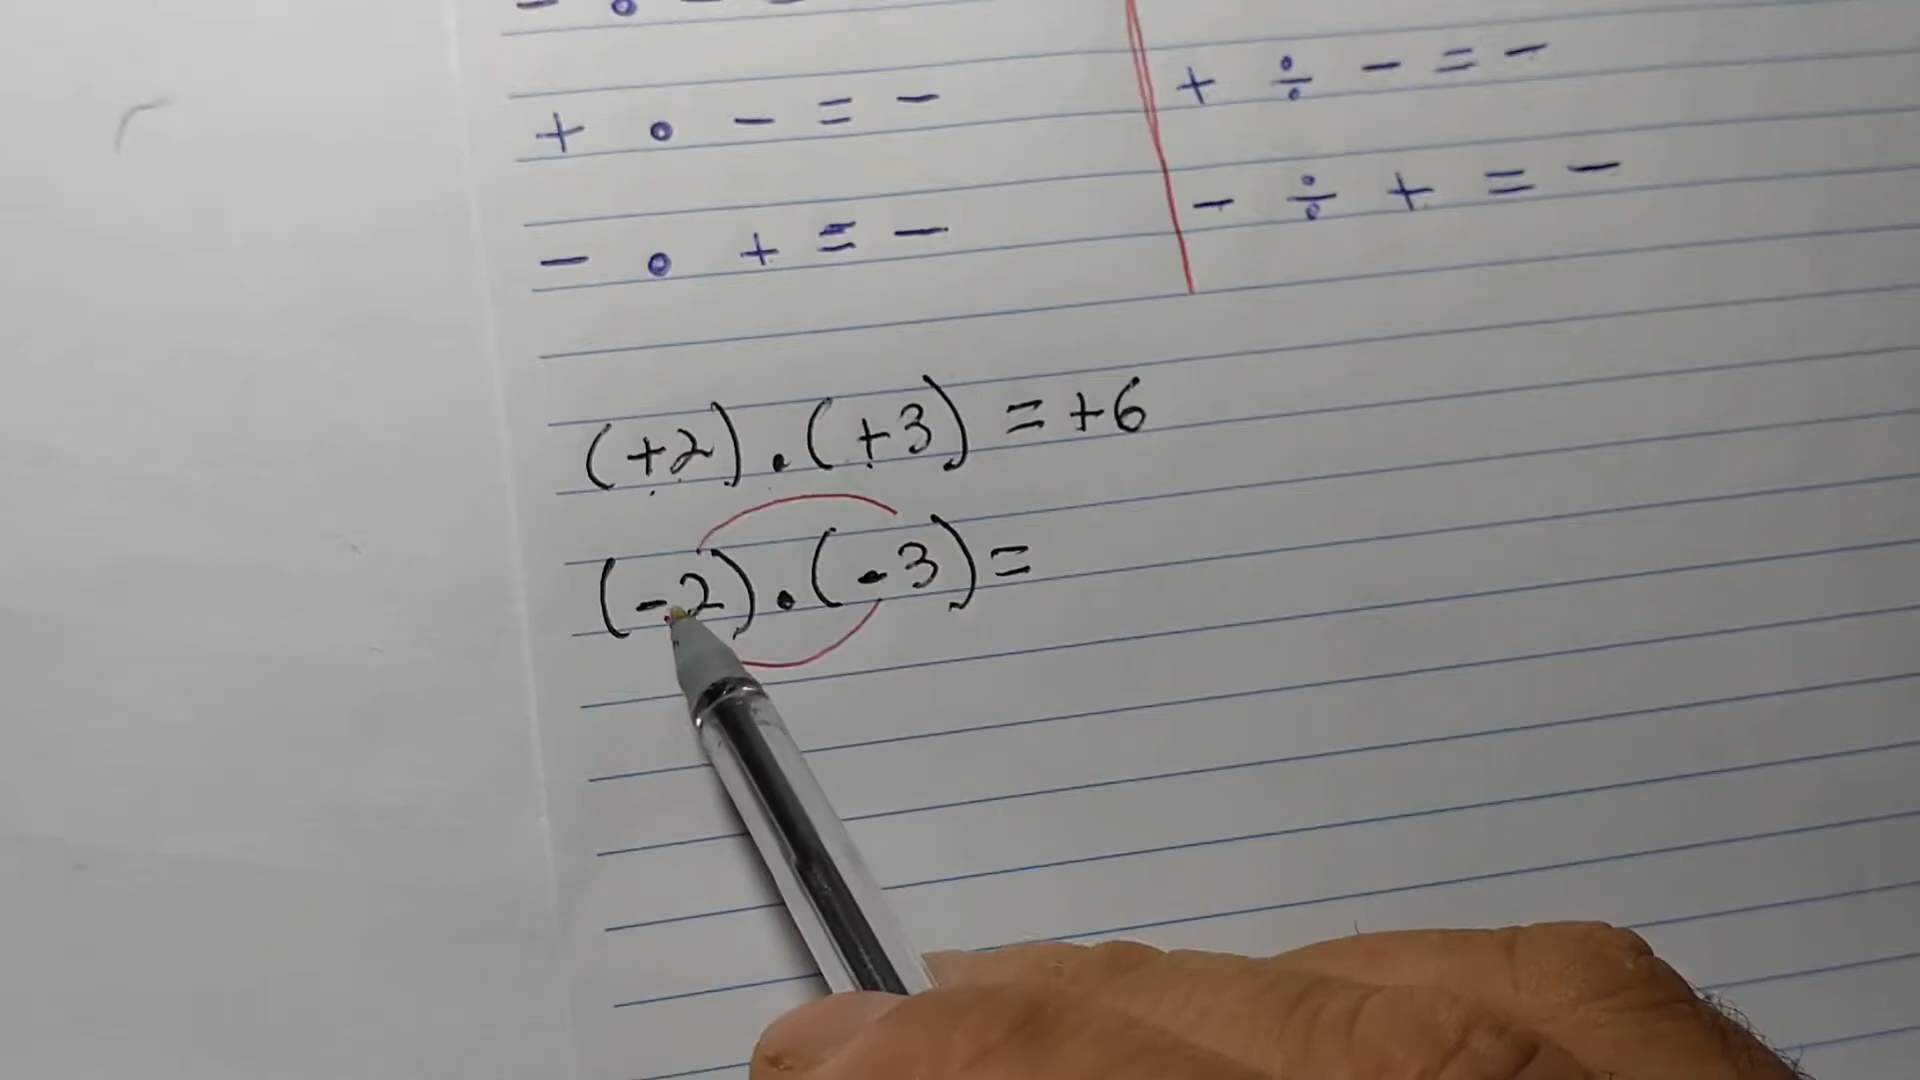 + · - = -
- · + = -
+ ÷ - = -
- ÷ + = -
(+2) . (+3) = +6
(-2) . (-3) =